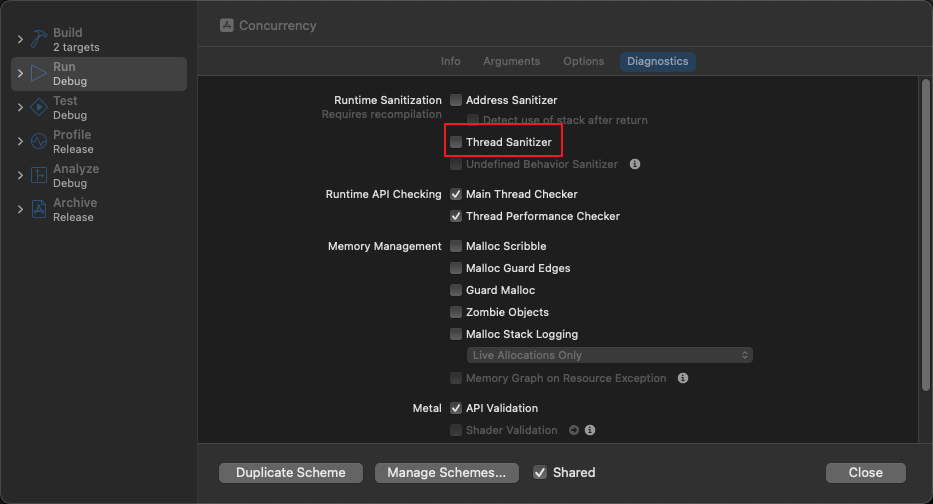 Concurrency
Build
2 targets
Run
Debug
Test
Debug
Profile
Release
Analyze
Debug
Archive
Release
Info Arguments Options Diagnostics
Runtime Sanitization Address Sanitizer
Requires recompilation Detect use of stack after return
Thread Sanitizer
Undefined Behavior Sanitizer
Runtime API Checking Main Thread Checker
Thread Performance Checker
Memory Management Malloc Scribble
Malloc Guard Edges
Guard Malloc
Zombie Objects
Malloc Stack Logging
Live Allocations Only
Memory Graph on Resource Exception
Metal API Validation
Shader Validation
Duplicate Scheme Manage Schemes... Shared Close